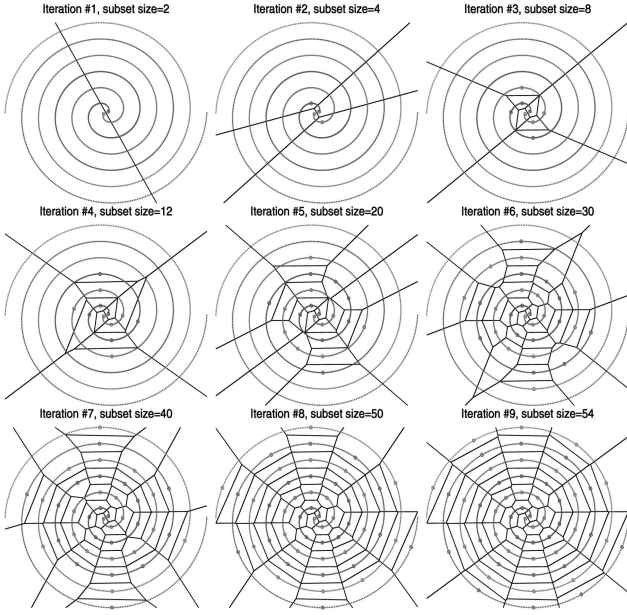 Iteration #1, subset size=2
Iteration #2, subset size=4
Iteration #3, subset size=8
Iteration #4, subset size=12
Iteration #5, subset size=20
Iteration #6, subset size=30
Iteration #7, subset size=40
Iteration #8, subset size=50
Iteration #9, subset size=54